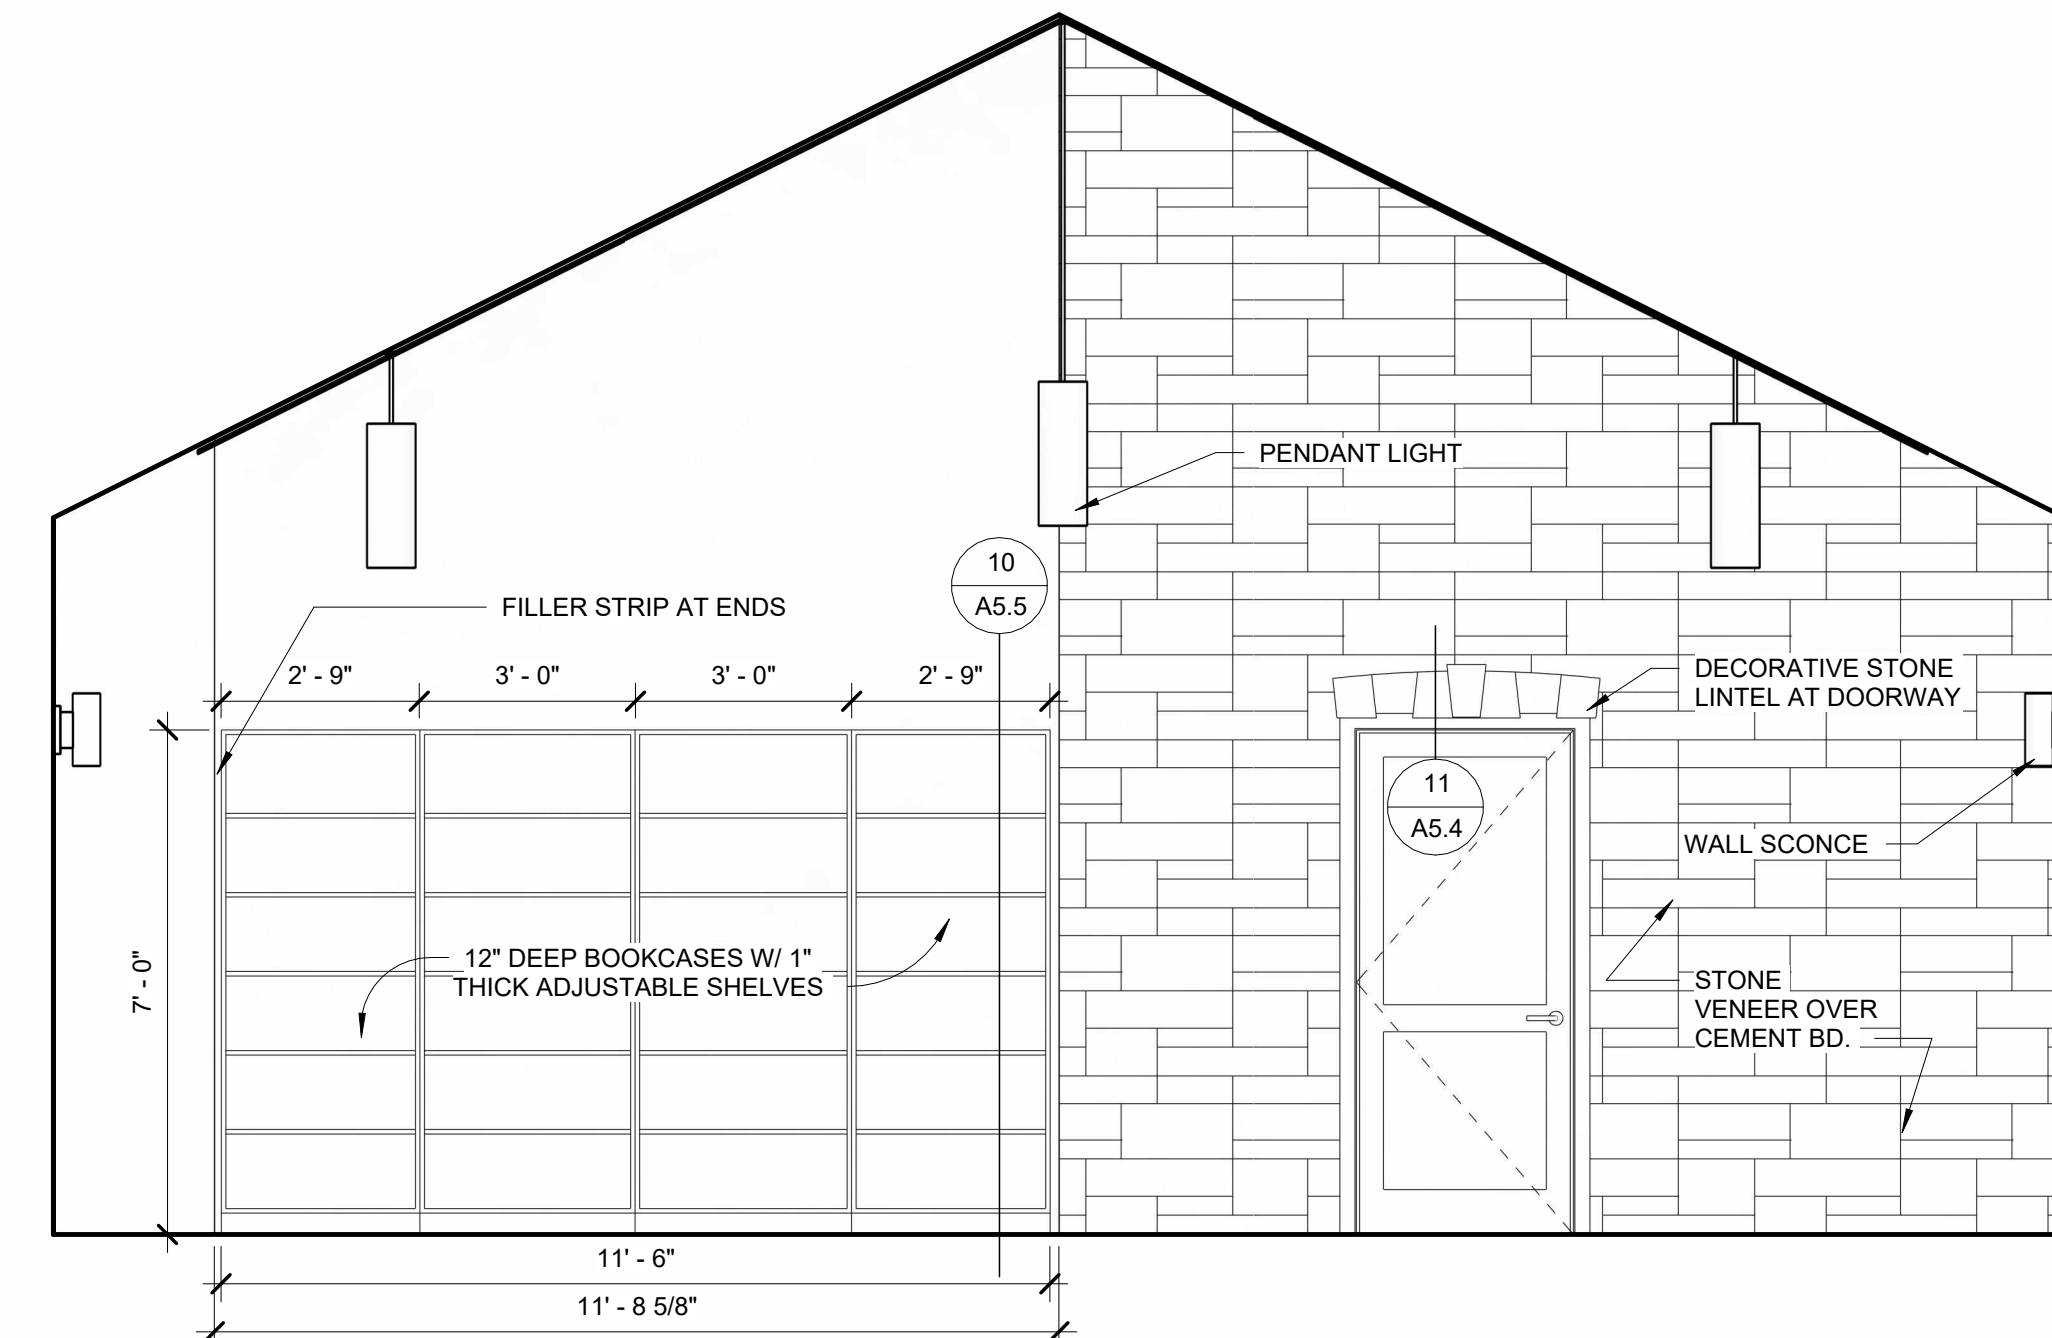 PENDANT LIGHT
10
A5.5
FILLER STRIP AT ENDS
2' - 9"
3' - 0"
3' - 0"
2' - 9"
DECORATIVE STONE
LINTEL AT DOORWAY
11
A5.4
WALL SCONCE
7' - 0"
12" DEEP BOOKCASES W/ 1"
THICK ADJUSTABLE SHELVES
STONE
VENEER OVER
CEMENT BD.
11' - 6"
11' - 8 5/8"